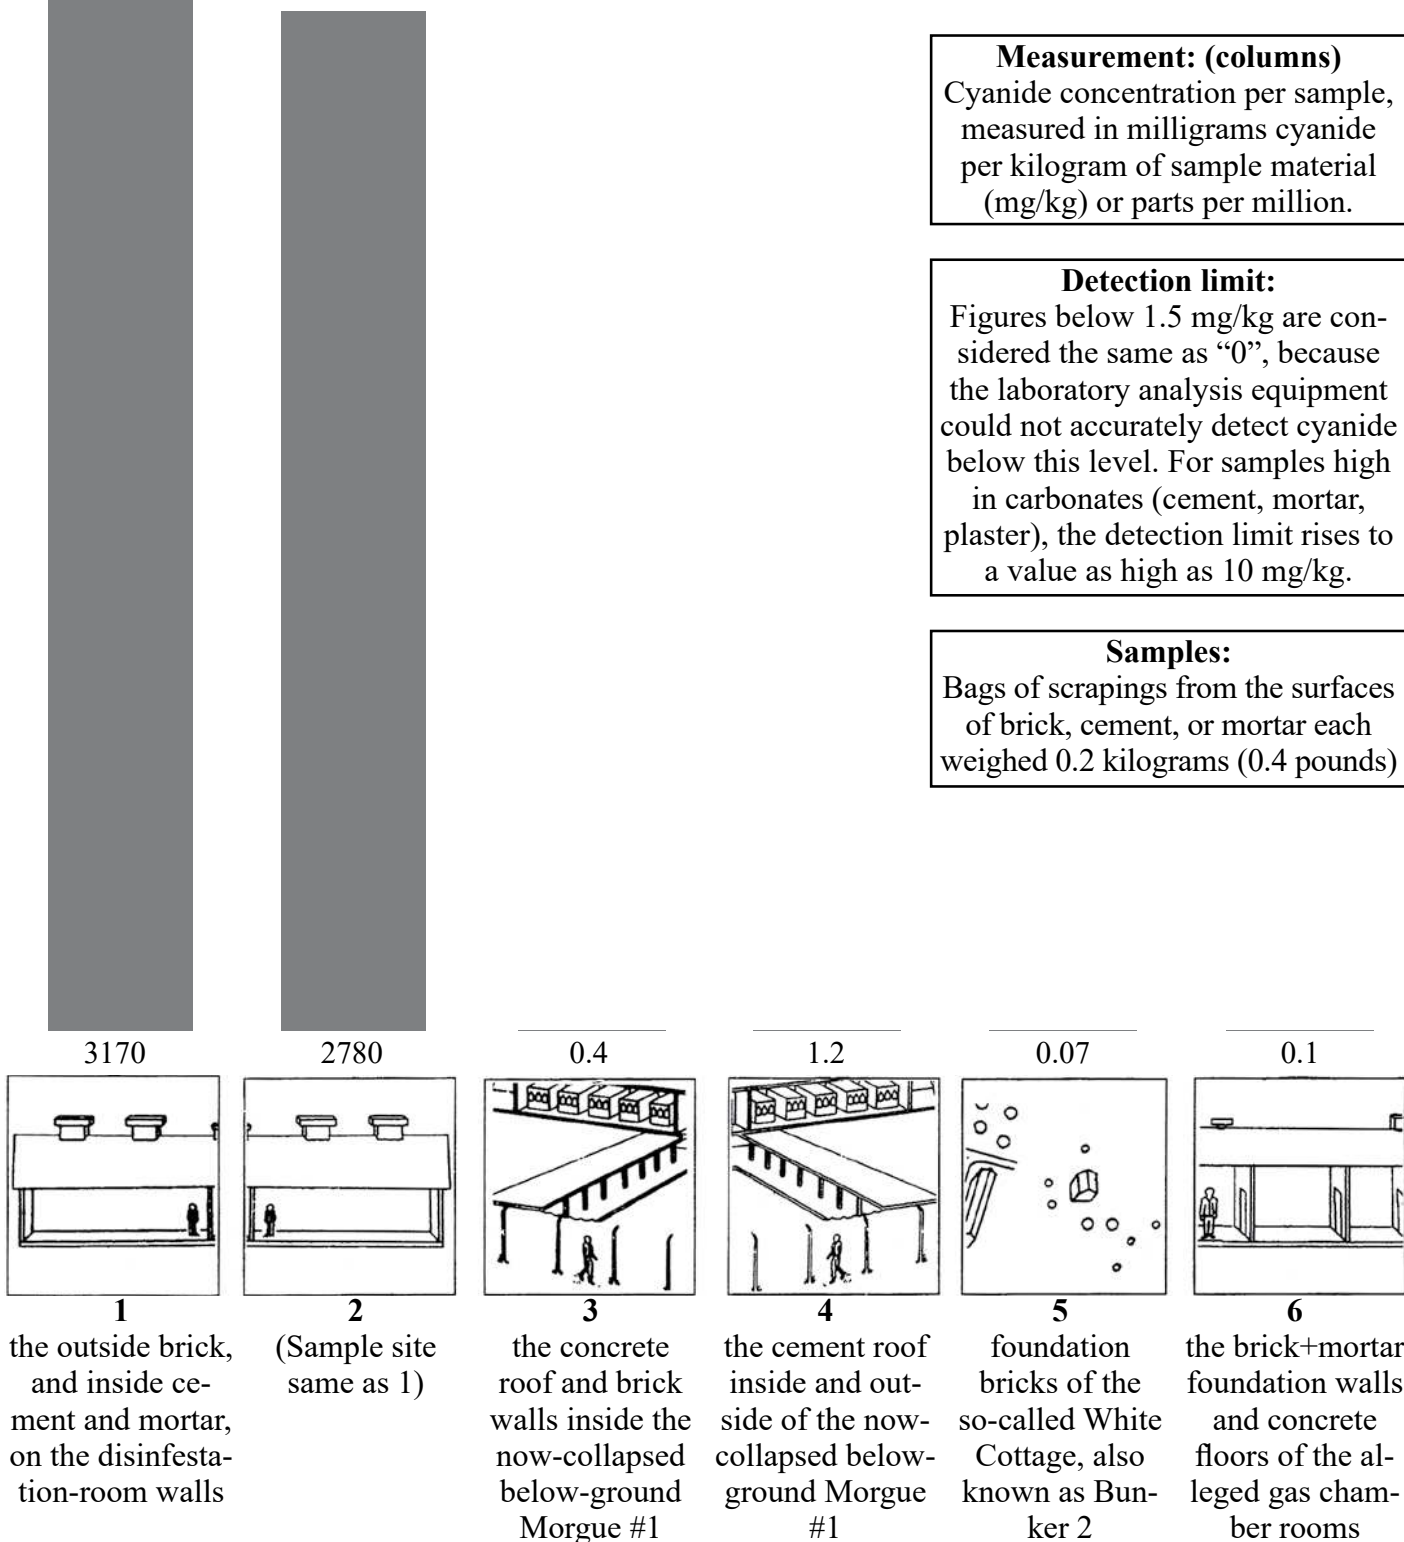 Measurement: (columns)
Cyanide concentration per sample,
measured in milligrams cyanide
per kilogram of sample material
(mg/kg) or parts per million.
Detection limit:
Figures below 1.5 mg/kg are con-
sidered the same as “0”, because
the laboratory analysis equipment
could not accurately detect cyanide
below this level. For samples high
in carbonates (cement, mortar,
plaster), the detection limit rises to
a value as high as 10 mg/kg.
Samples:
Bags of scrapings from the surfaces
of brick, cement, or mortar each
weighed 0.2 kilograms (0.4 pounds)
3170
2780
0.4
1.2
0.07
0.1
1
the outside brick,
and inside ce-
ment and mortar,
on the disinfesta-
tion-room walls
2
(Sample site
same as 1)
3
the concrete
roof and brick
walls inside the
now-collapsed
below-ground
Morgue #1
4
the cement roof
inside and out-
side of the now-
collapsed below-
ground Morgue
#1
5
foundation
bricks of the
so-called White
Cottage, also
known as Bun-
ker 2
6
the brick+mortar
foundation walls
and concrete
floors of the al-
leged gas cham-
ber rooms